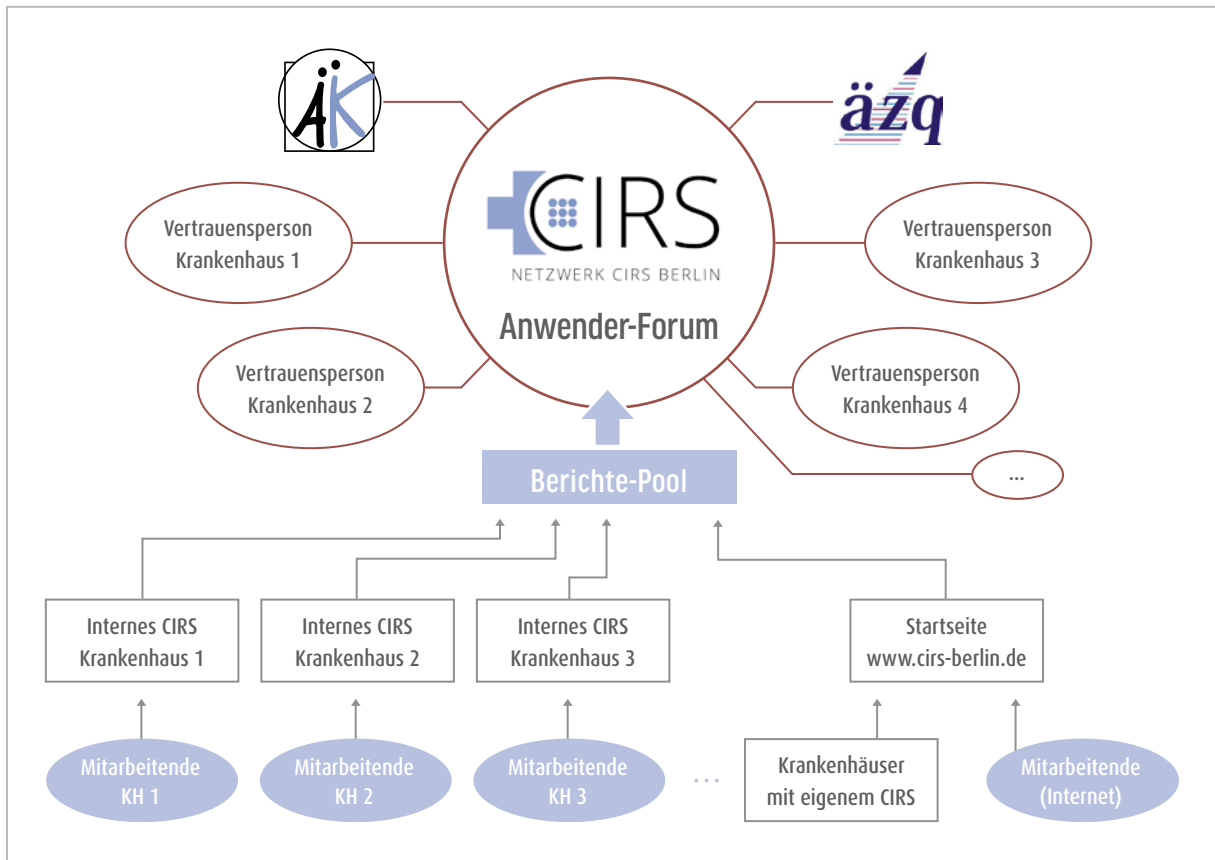 ÄK
äzq
CIRS
NETZWERK CIRS BERLIN
Anwender-Forum
Vertrauensperson
Krankenhaus 1
Vertrauensperson
Krankenhaus 3
Vertrauensperson
Krankenhaus 2
Vertrauensperson
Krankenhaus 4
...
Berichte-Pool
Internes CIRS
Krankenhaus 1
Internes CIRS
Krankenhaus 2
Internes CIRS
Krankenhaus 3
Startseite
www.cirs-berlin.de
Mitarbeitende
KH 1
Mitarbeitende
KH 2
Mitarbeitende
KH 3
...
Krankenhäuser
mit eigenem CIRS
Mitarbeitende
(Internet)